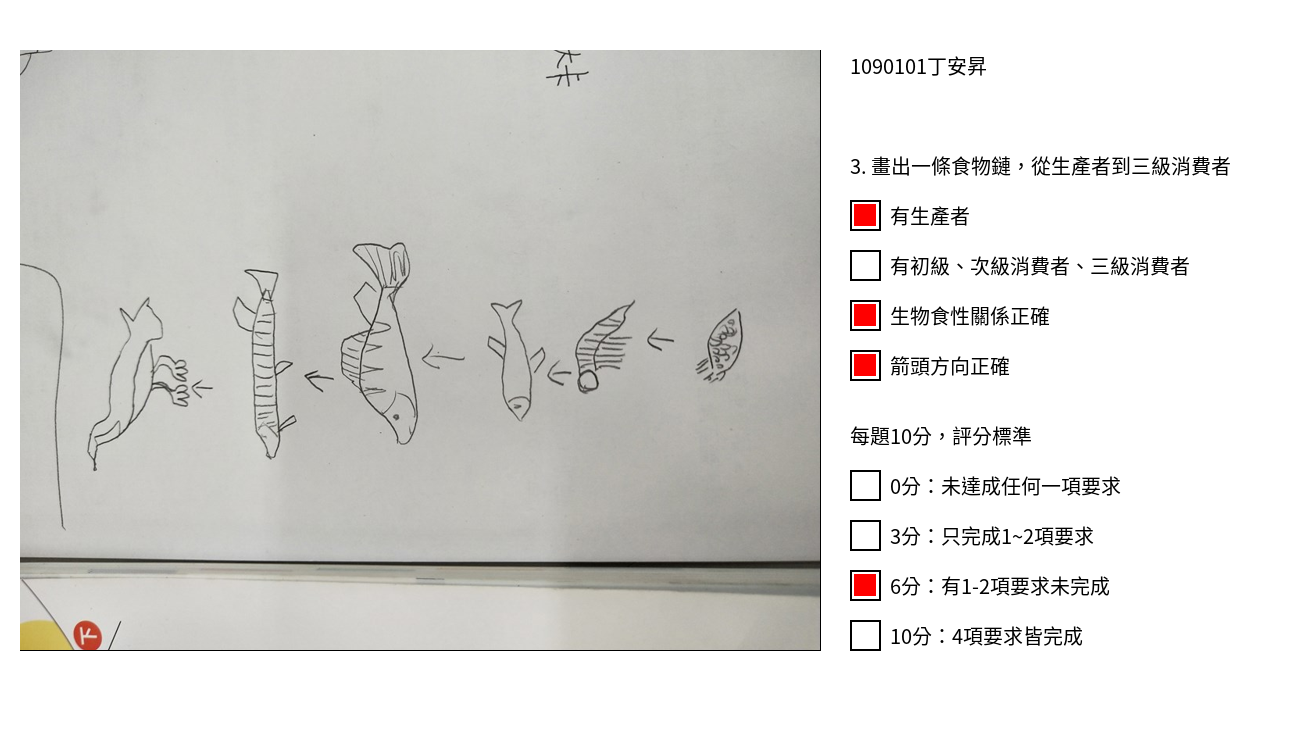 1090101丁安昇
3. 畫出一條食物鏈，從生產者到三級消費者
有生產者
有初級、次級消費者、三級消費者
生物食性關係正確
箭頭方向正確
每題10分，評分標準
0分：未達成任何一項要求
3分：只完成1~2項要求
6分：有1-2項要求未完成
10分：4項要求皆完成
下